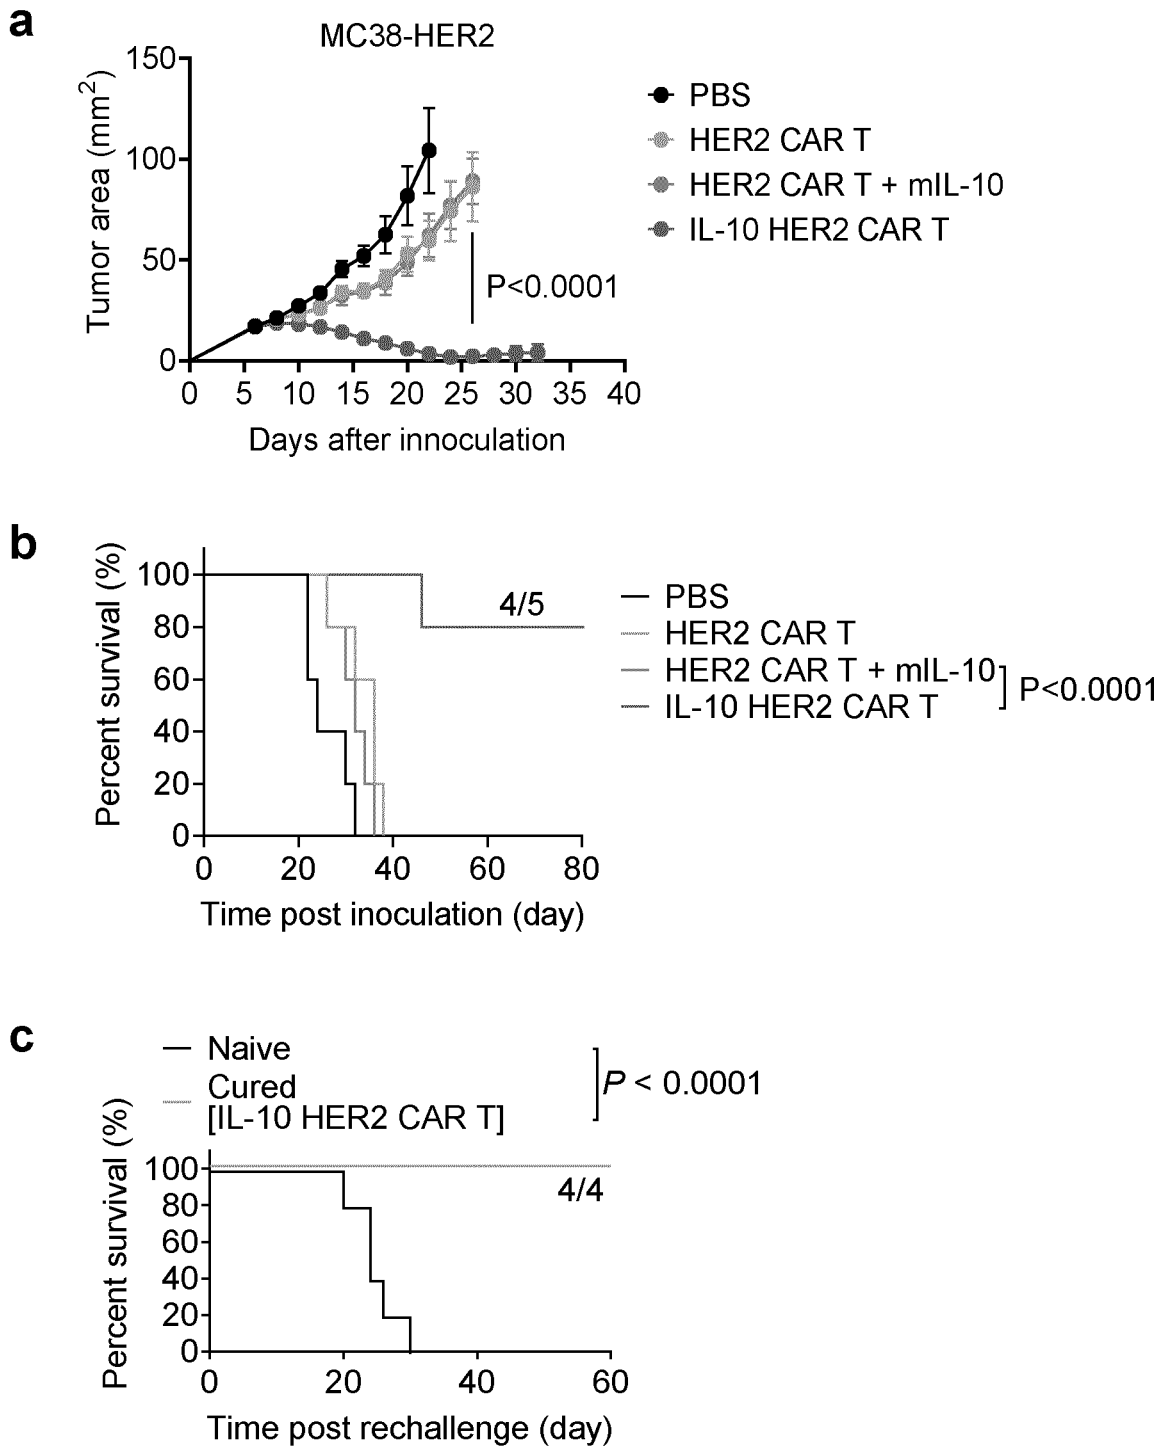 a
MC38-HER2
150
100
50
0
Tumor area (mm²)
0 5 10 15 20 25 30 35 40
Days after innoculation
P<0.0001
PBS
HER2 CAR T
HER2 CAR T + mIL-10
IL-10 HER2 CAR T
b
100
80
60
40
20
0
Percent survival (%)
4/5
0 20 40 60 80
Time post inoculation (day)
PBS
HER2 CAR T
HER2 CAR T + mIL-10
IL-10 HER2 CAR T
P<0.0001
c
Naive
Cured
[IL-10 HER2 CAR T]
P < 0.0001
100
80
60
40
20
0
Percent survival (%)
4/4
0 20 40 60
Time post rechallenge (day)